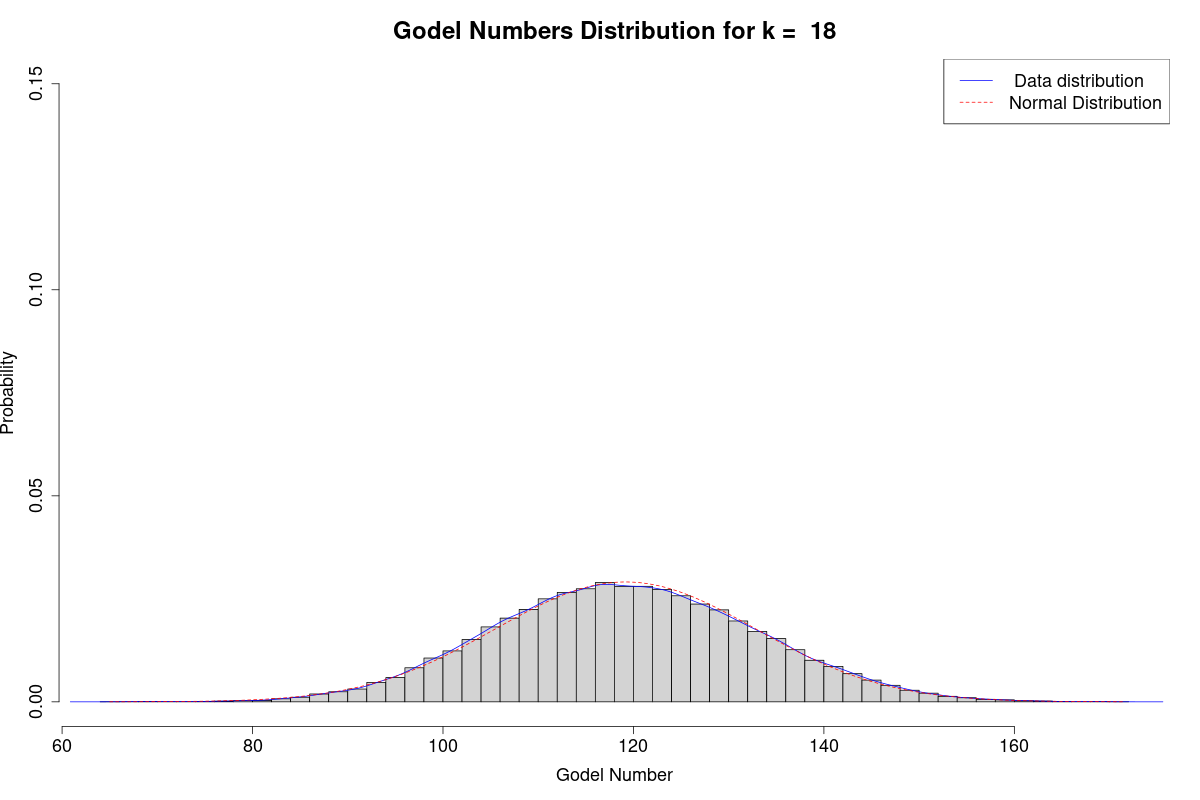 Godel Numbers Distribution for k =  18
Data distribution
Normal Distribution
0.15
0.10
0.05
0.00
Probability
60 80 100 120 140 160
Godel Number